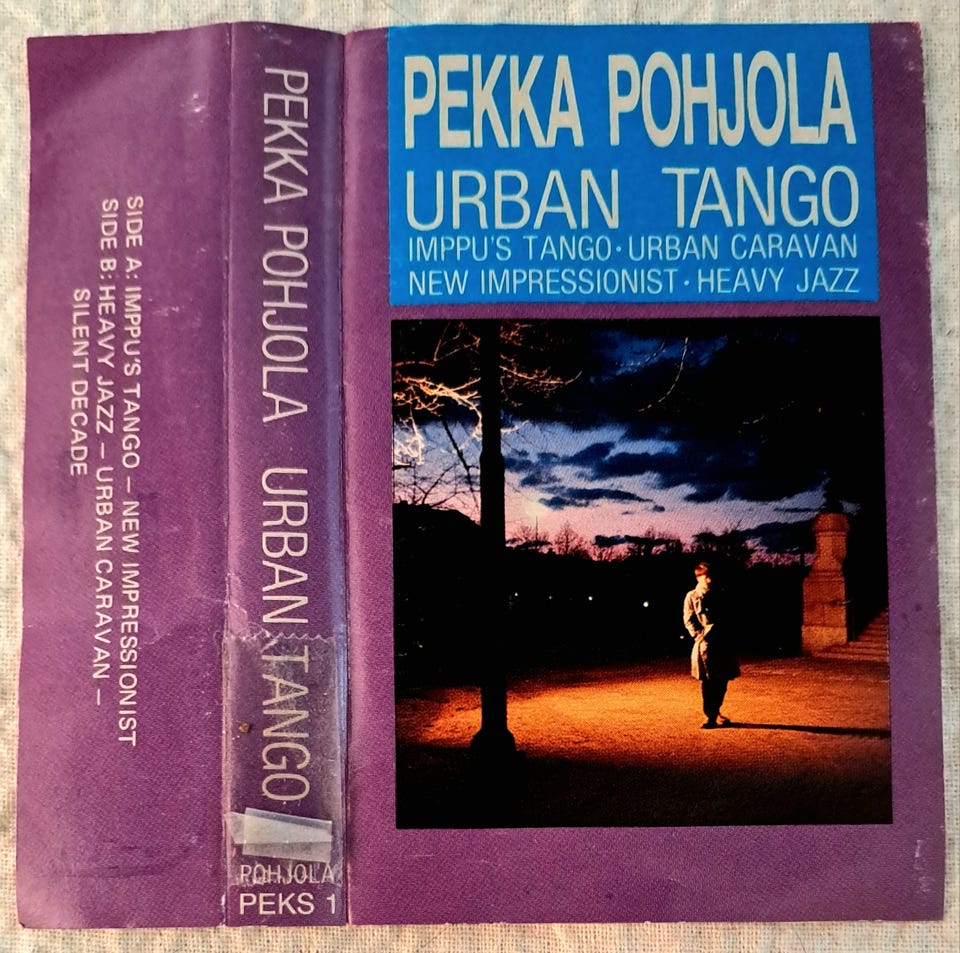 SIDE A: IMPPU'S TANGO – NEW IMPRESSIONIST
SIDE B: HEAVY JAZZ – URBAN CARAVAN –
SILENT DECADE
PEKKA POHJOLA URBAN TANGO
POHJOLA
PEKS 1
PEKKA POHJOLA
URBAN TANGO
IMPPU'S TANGO · URBAN CARAVAN
NEW IMPRESSIONIST · HEAVY JAZZ